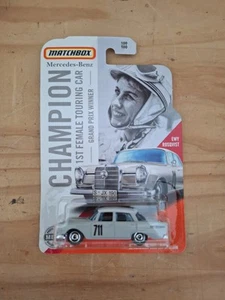 MATCHBOX
Mercedes-Benz
CHAMPION
1ST FEMALE TOURING CAR
GRAND PRIX WINNER
EWY
ROSQVIST
711